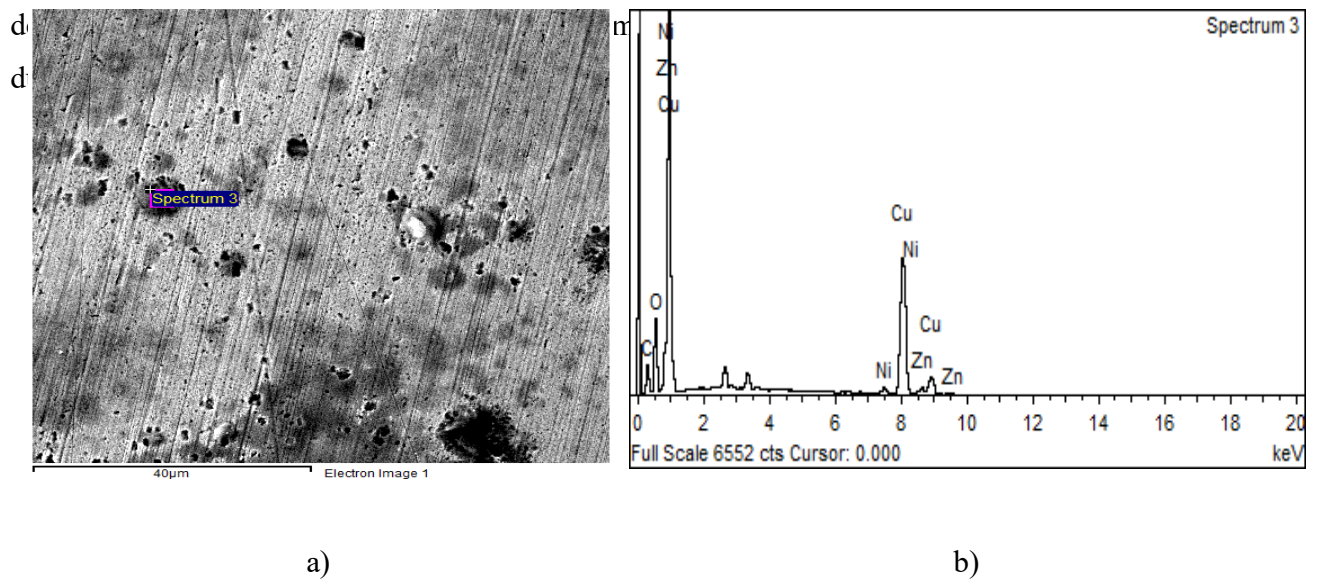 Spectrum 3
40µm
Electron Image 1
Spectrum 3
Ni
Zn
Cu
Cu
Ni
O
Cu
C
Zn
Ni
Zn
0 2 4 6 8 10 12 14 16 18 20
Full Scale 6552 cts Cursor: 0.000 keV
a) b)